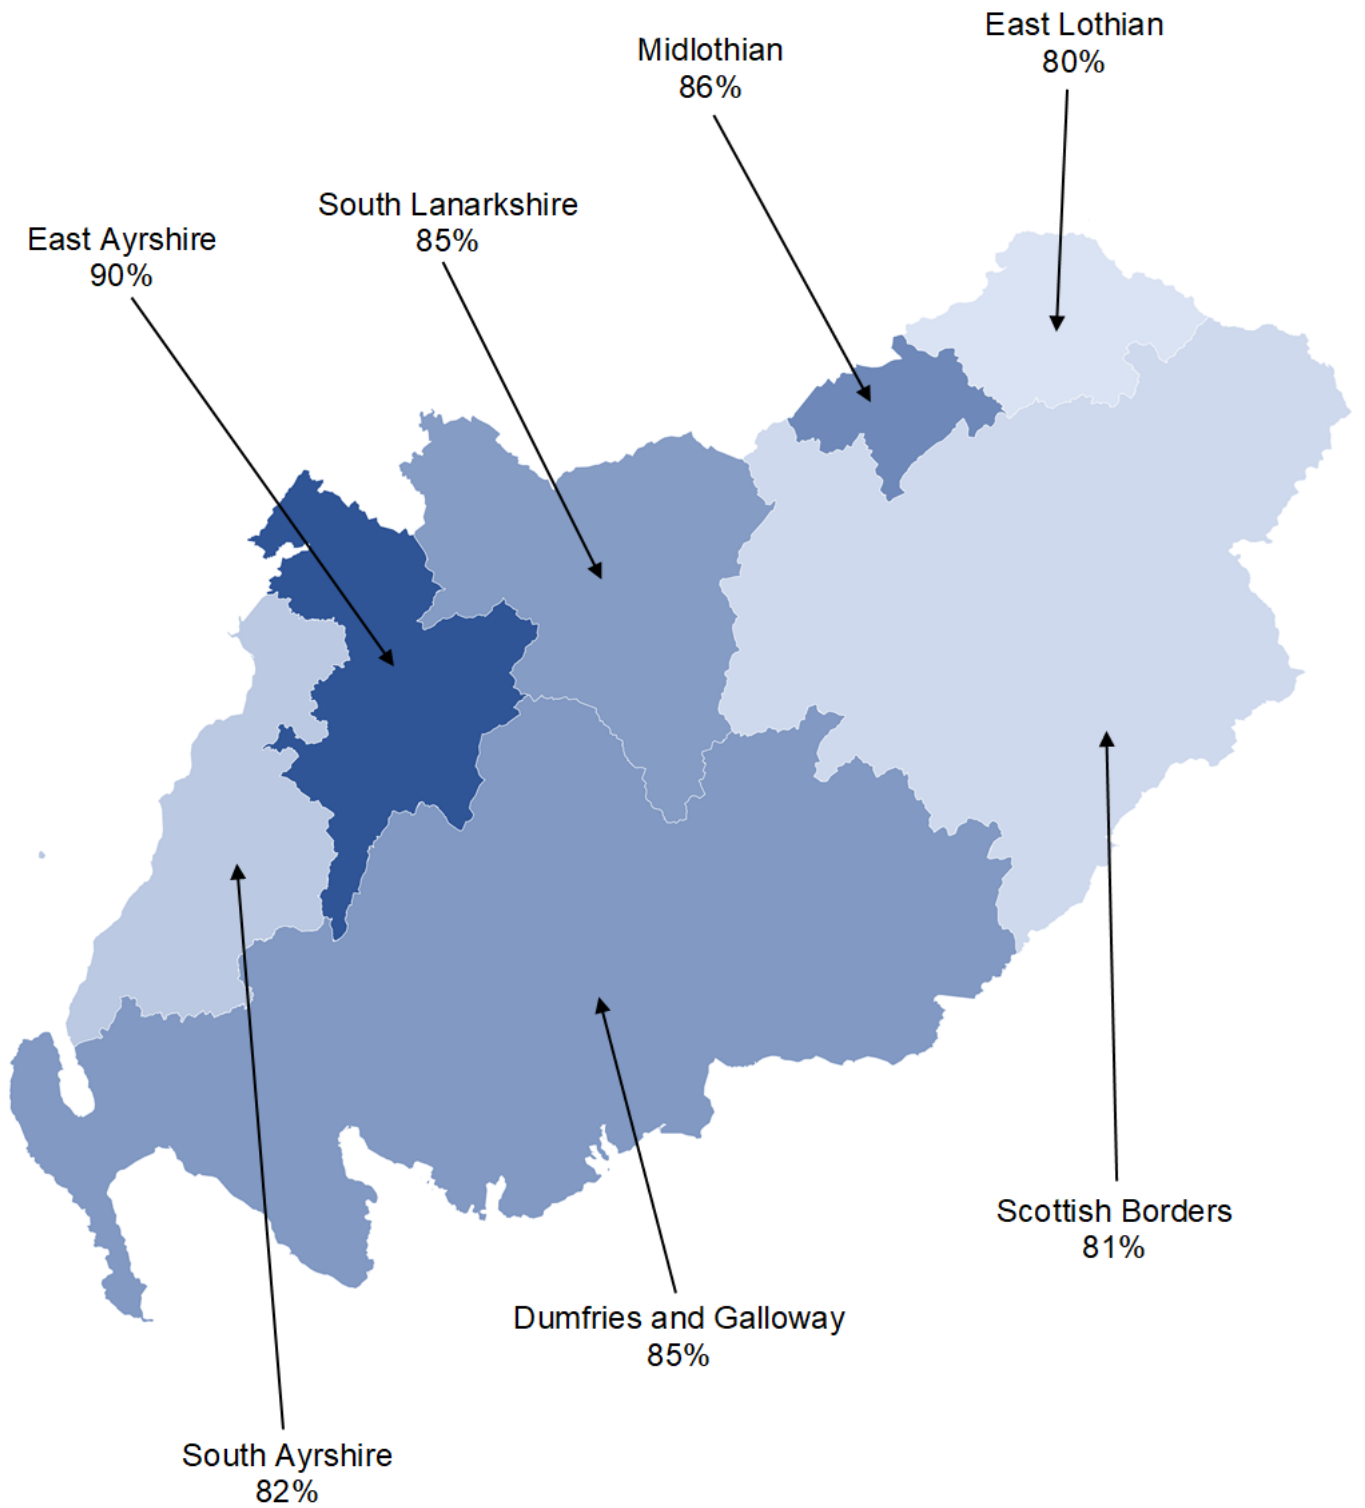 East Lothian
80%
Midlothian
86%
South Lanarkshire
85%
East Ayrshire
90%
Scottish Borders
81%
Dumfries and Galloway
85%
South Ayrshire
82%